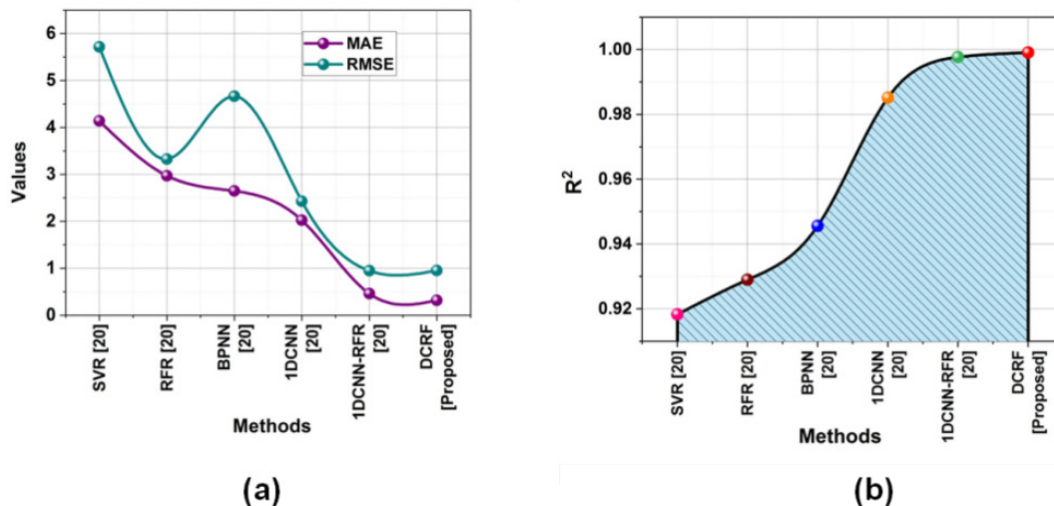 6
5
4
3
2
1
0
Values
MAE
RMSE
SVR [20]
RFR [20]
BPNN
[20]
1DCNN
[20]
1DCNN-RFR
[20]
DCRF
[Proposed]
Methods
(a)
1.00
0.98
0.96
0.94
0.92
R²
SVR [20]
RFR [20]
BPNN
[20]
1DCNN
[20]
1DCNN-RFR
[20]
DCRF
[Proposed]
Methods
(b)